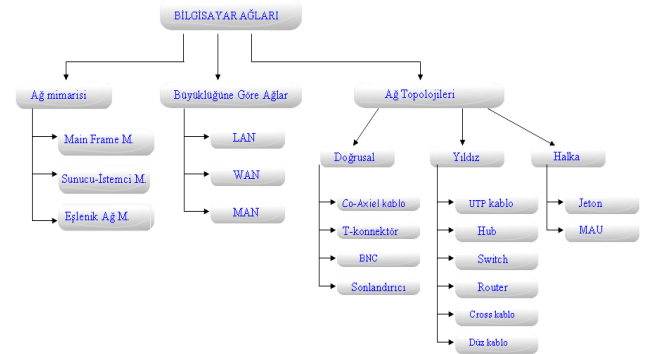 BİLGİSAYAR AĞLARI
Ağ mimarisi
Büyüklüğüne Göre Ağlar
Ağ Topolojileri
Main Frame M.
Sunucu-İstemci M.
Eşlenik Ağ M.
LAN
WAN
MAN
Doğrusal
Yıldız
Halka
Co-Axiel kablo
T-konnektör
BNC
Sonlandırıcı
UTP kablo
Hub
Switch
Router
Cross kablo
Düz kablo
Jeton
MAU